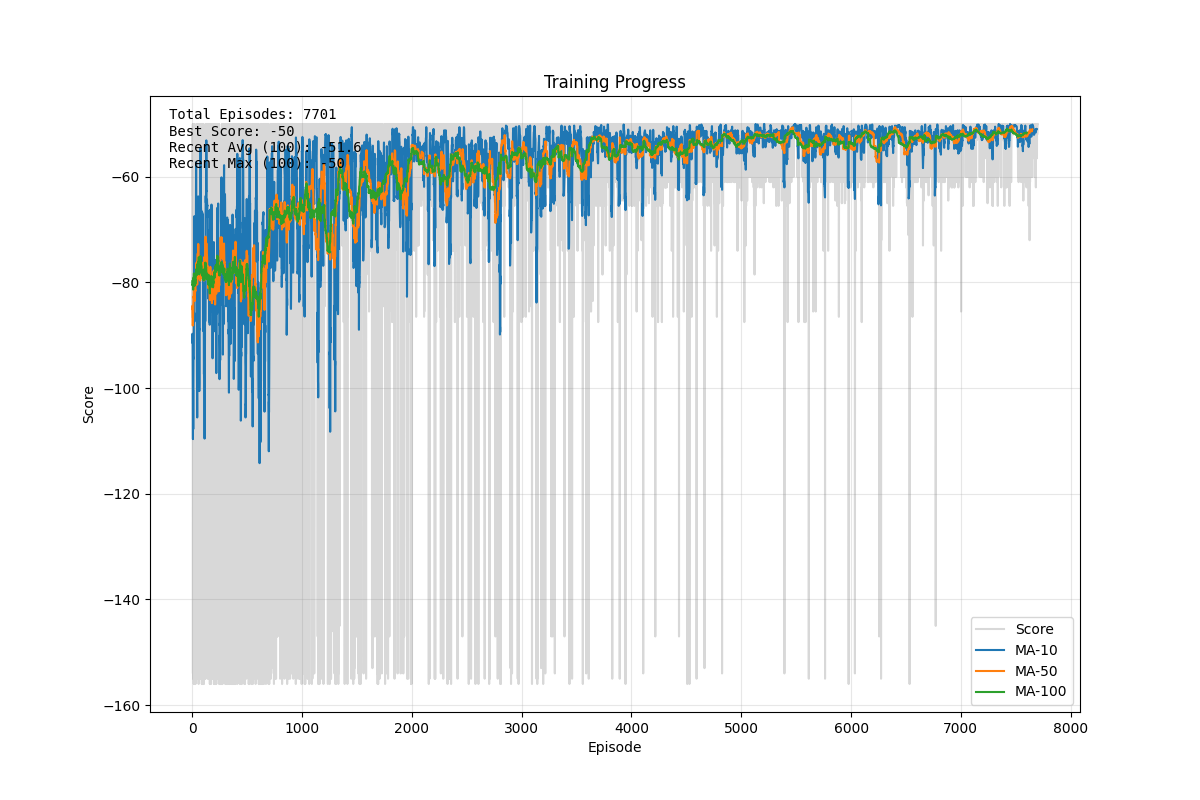 Training Progress
Total Episodes: 7701
Best Score: -50
Recent Avg (100): -51.6
Recent Max (100): -50
Score
−60
−80
−100
−120
−140
−160
0 1000 2000 3000 4000 5000 6000 7000 8000
Episode
Score
MA-10
MA-50
MA-100